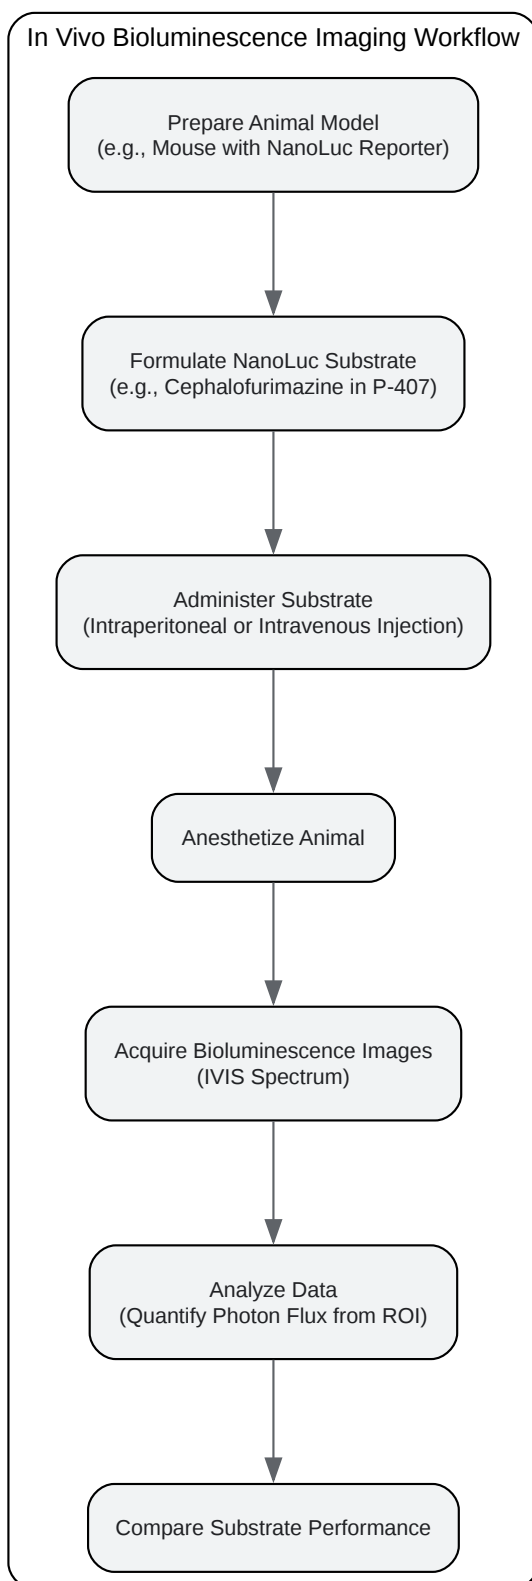 In Vivo Bioluminescence Imaging Workflow
Prepare Animal Model
(e.g., Mouse with NanoLuc Reporter)
Formulate NanoLuc Substrate
(e.g., Cephalofurimazine in P-407)
Administer Substrate
(Intraperitoneal or Intravenous Injection)
Anesthetize Animal
Acquire Bioluminescence Images
(IVIS Spectrum)
Analyze Data
(Quantify Photon Flux from ROI)
Compare Substrate Performance